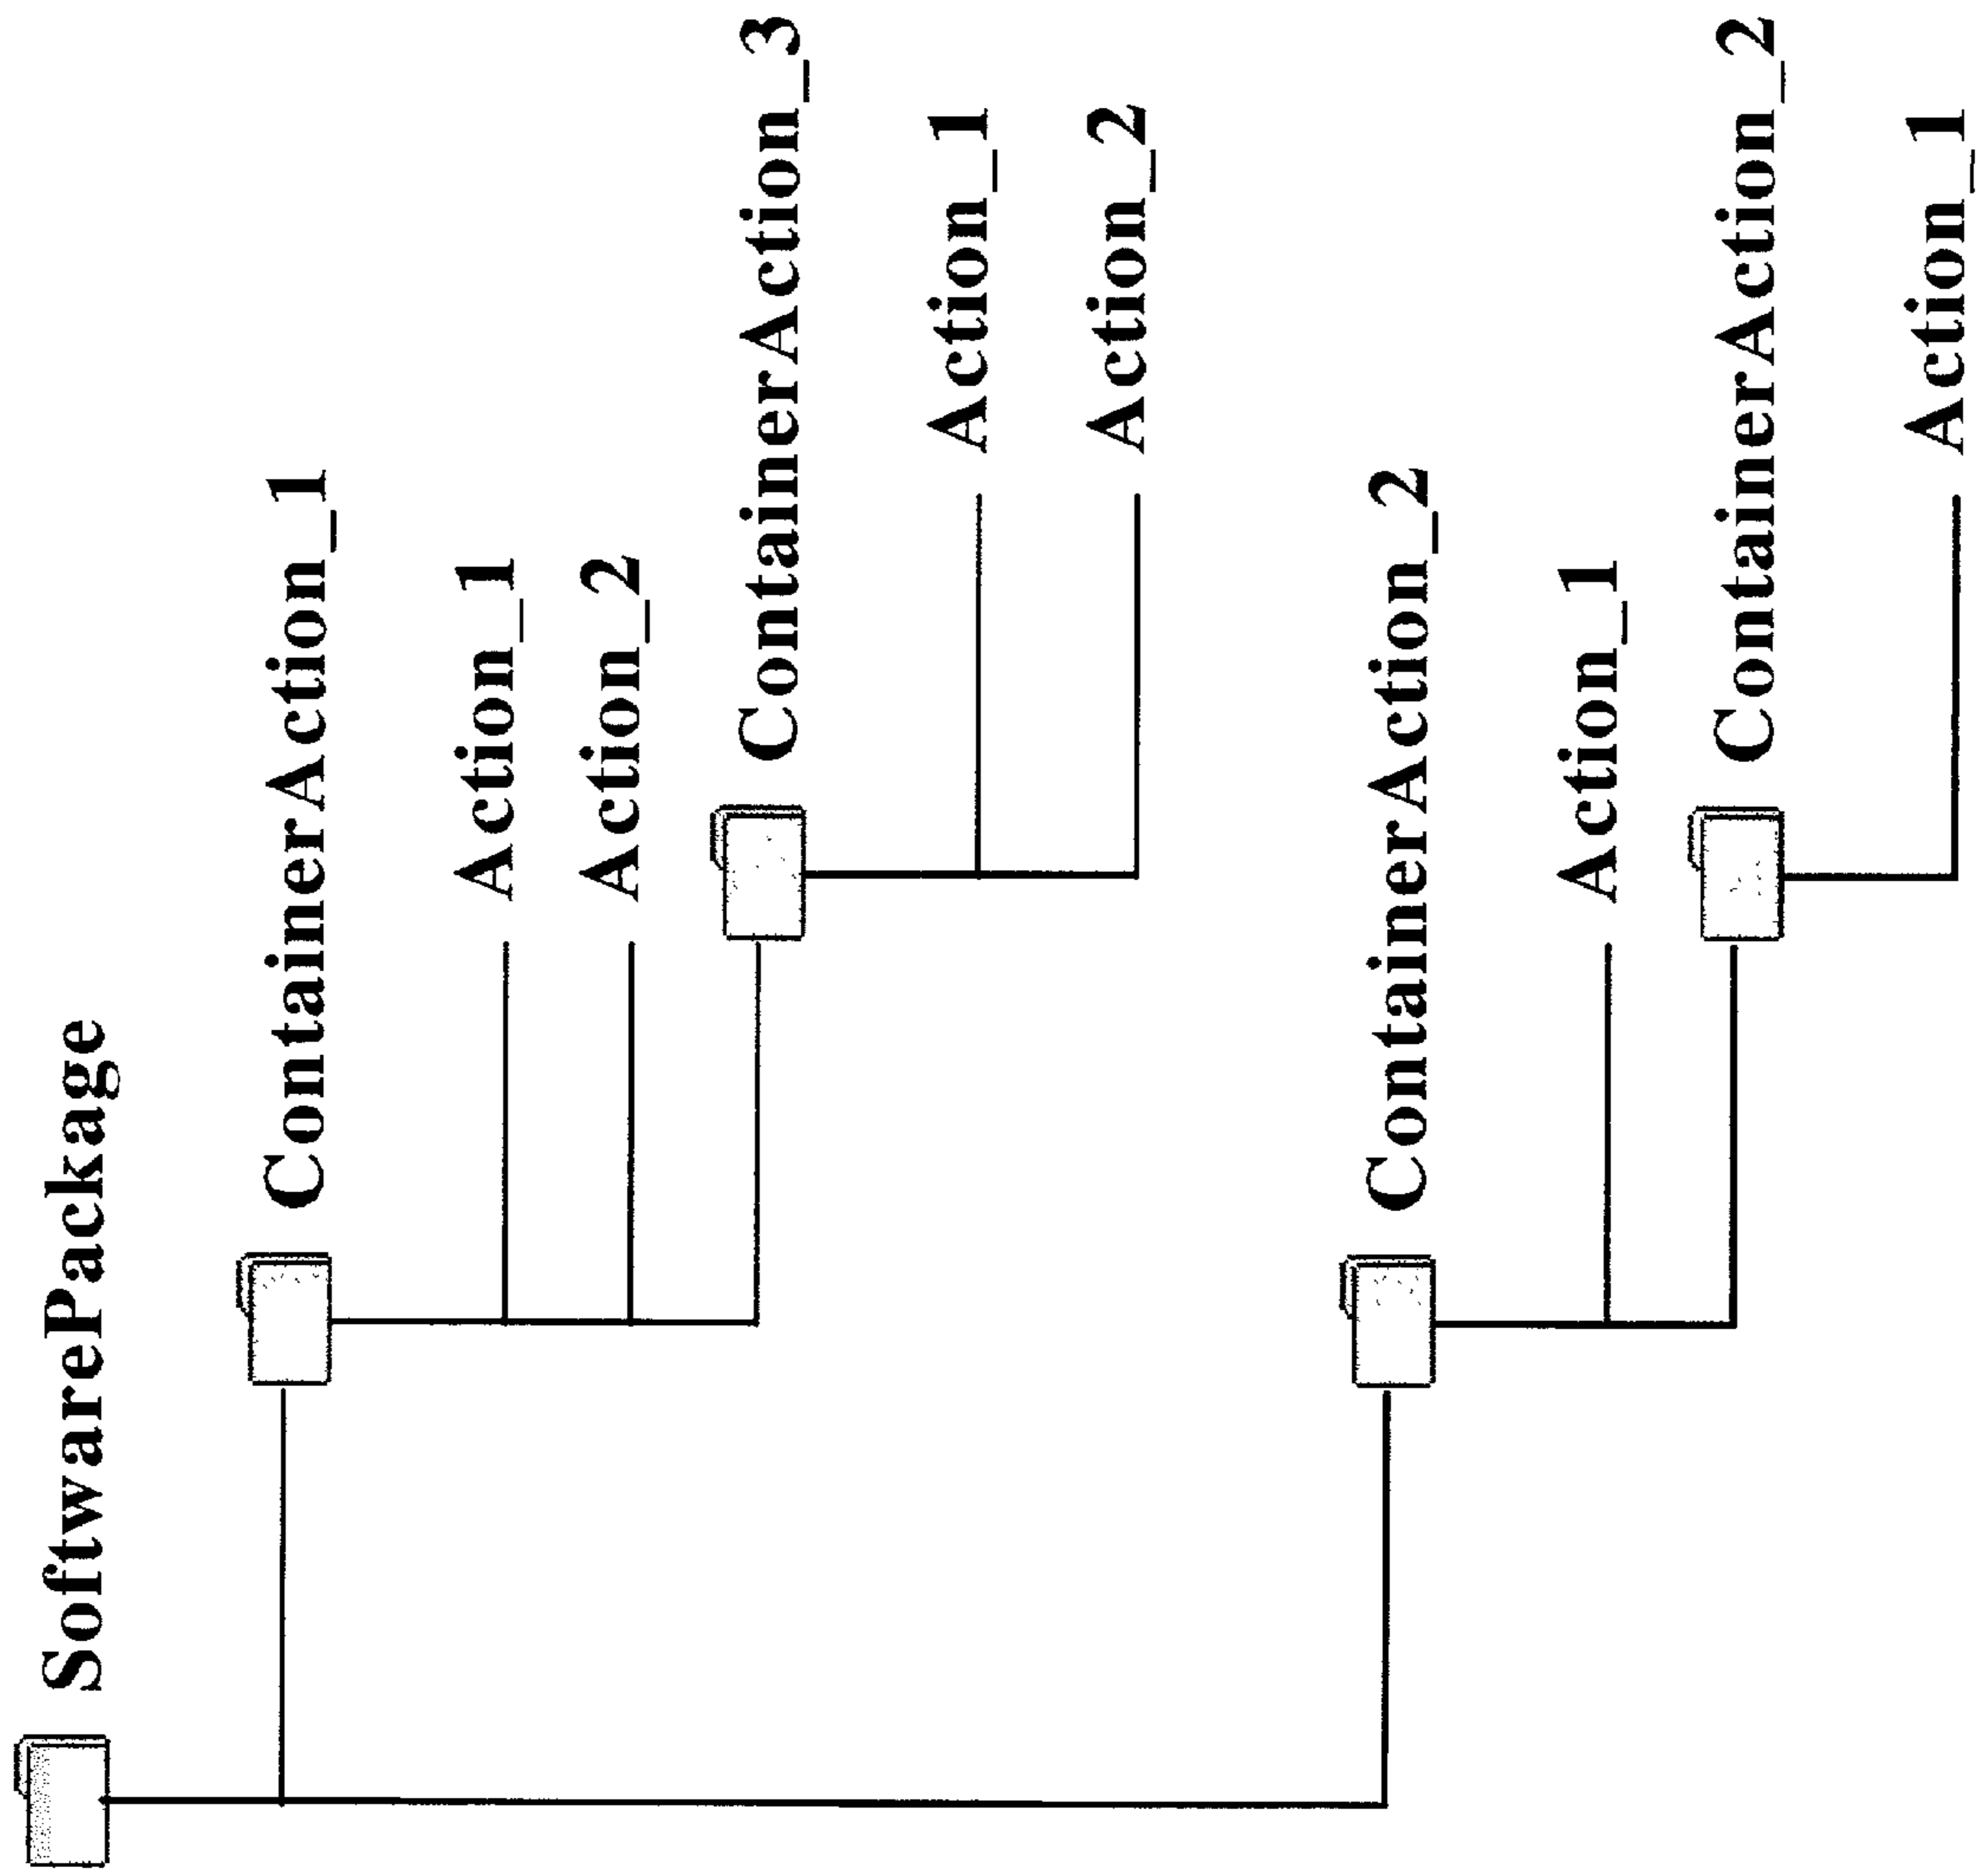 SoftwarePackage
ContainerAction_1
Action_1
Action_2
ContainerAction_3
Action_1
Action_2
ContainerAction_2
Action_1
ContainerAction_2
Action_1